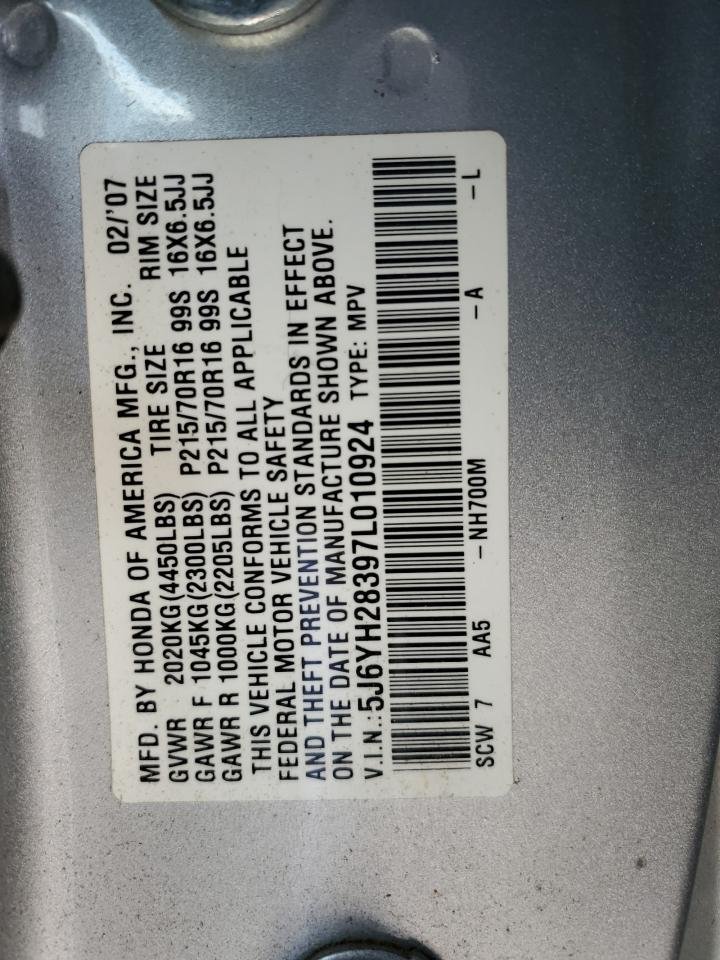 MFD. BY HONDA OF AMERICA MFG., INC. 02/'07
GVWR 2020KG(4450LBS) TIRE SIZE RIM SIZE
GAWR F 1045KG(2300LBS) P215/70R16 99S 16X6.5JJ
GAWR R 1000KG(2205LBS) P215/70R16 99S 16X6.5JJ
THIS VEHICLE CONFORMS TO ALL APPLICABLE
FEDERAL MOTOR VEHICLE SAFETY
AND THEFT PREVENTION STANDARDS IN EFFECT
ON THE DATE OF MANUFACTURE SHOWN ABOVE.
V.I.N.:5J6YH28397L010924 TYPE: MPV
SCW 7 AA5 -NH700M -A -L